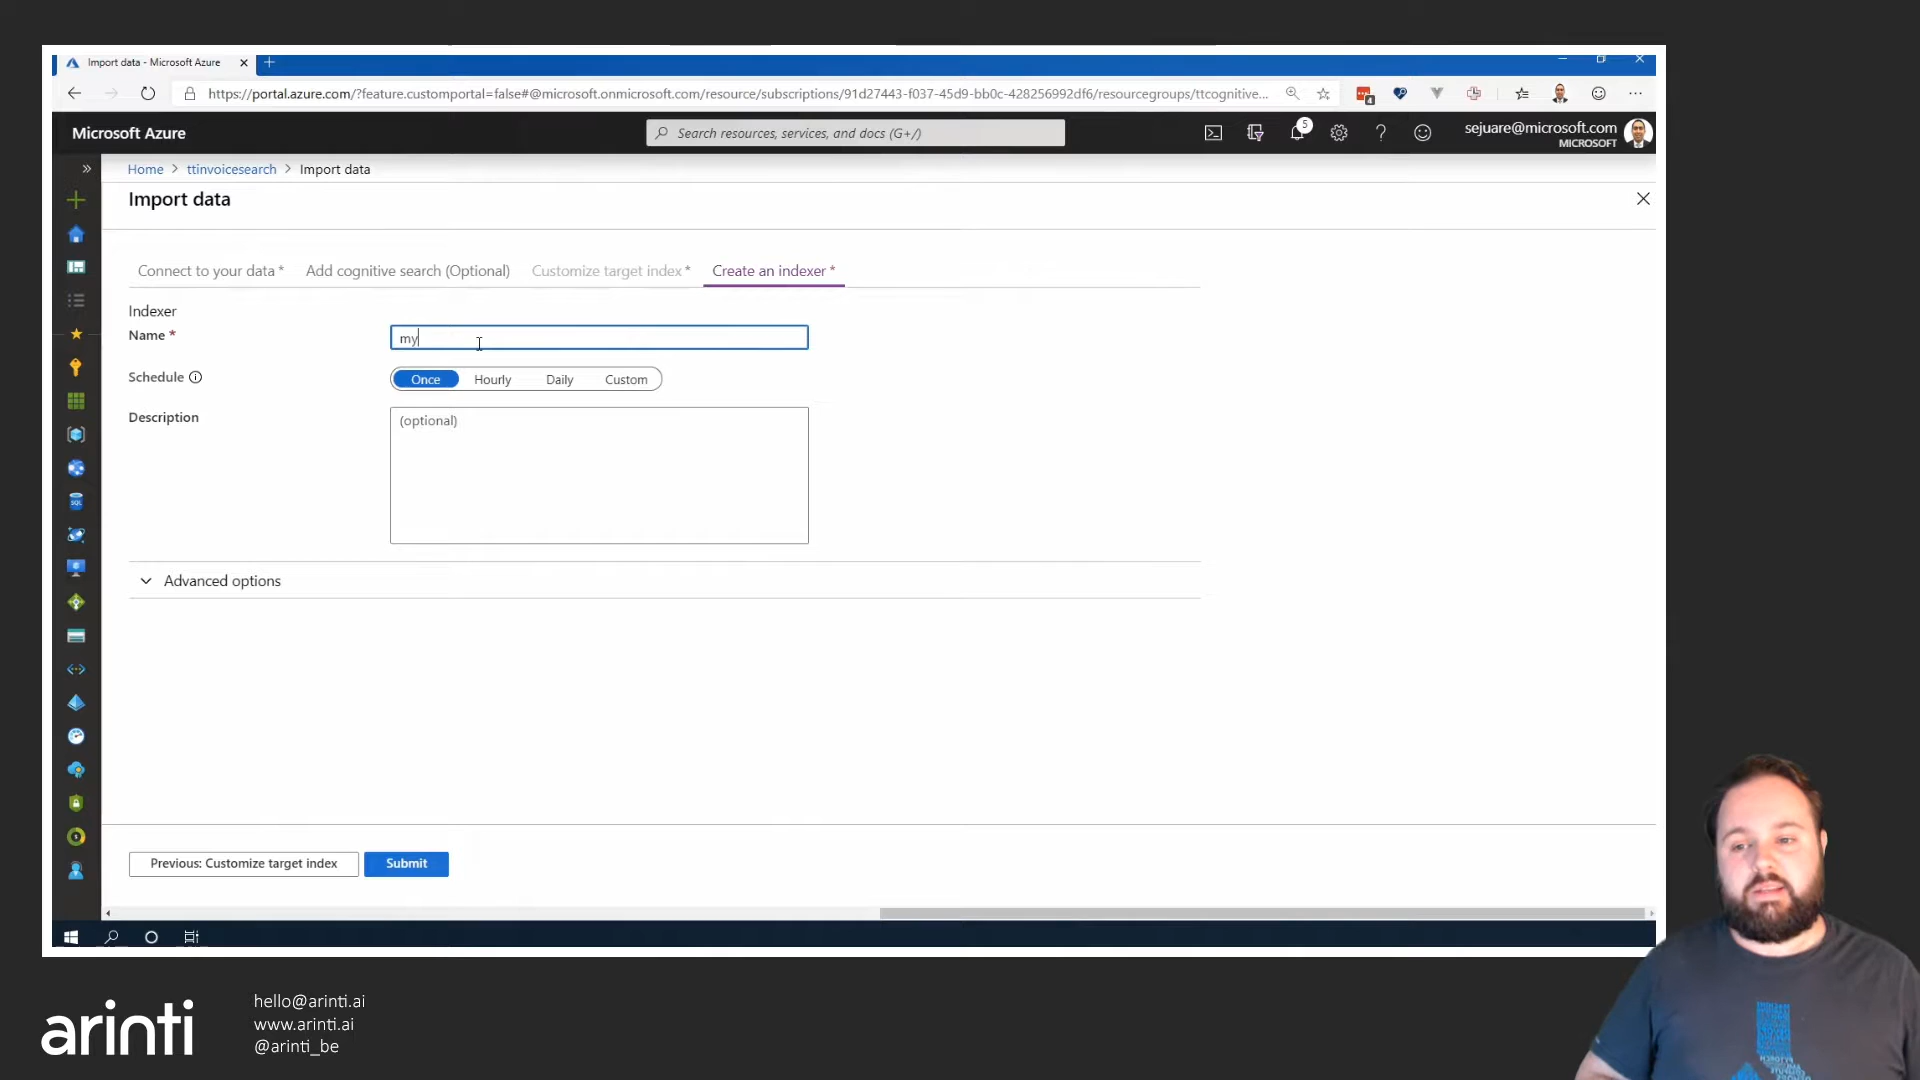 Import data - Microsoft Azure
https://portal.azure.com/?feature.customportal=false#@microsoft.onmicrosoft.com/resource/subscriptions/91d27443-f037-45d9-bb0c-428256992df6/resourcegroups/ttcognitive...
4
Microsoft Azure
Search resources, services, and docs (G+/)
5
sejuare@microsoft.com
MICROSOFT
Home > ttinvoicesearch > Import data
Import data
Connect to your data *
Add cognitive search (Optional)
Customize target index *
Create an indexer *
Indexer
Name *
my
Schedule
Once
Hourly
Daily
Custom
Description
(optional)
Advanced options
SQL
Previous: Customize target index
Submit
arinti
hello@arinti.ai
www.arinti.ai
@arinti_be